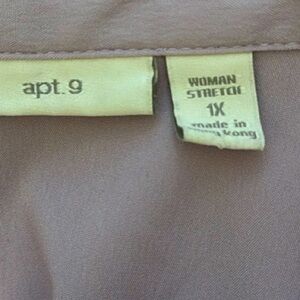 apt.9
WOMAN
STRETCH
1X
made in
kong